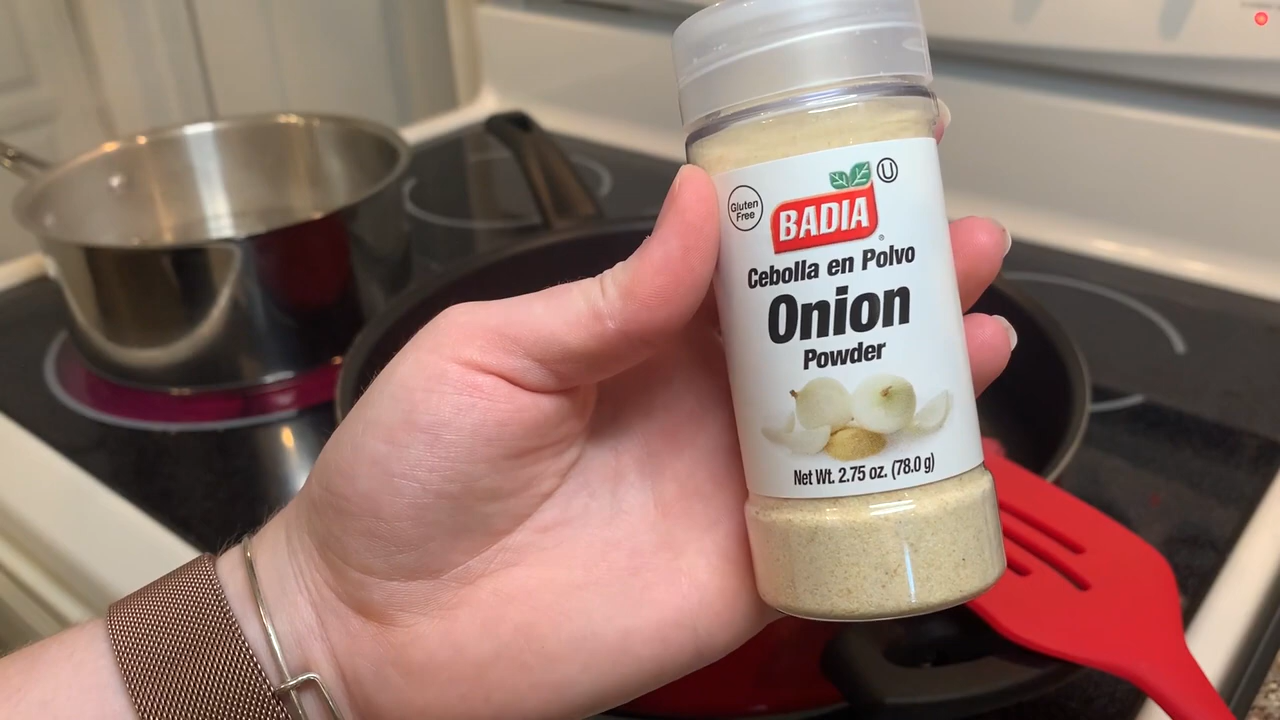 Gluten
Free
U
BADIA
Cebolla en Polvo
Onion
Powder
Net Wt. 2.75 oz. (78.0 g)